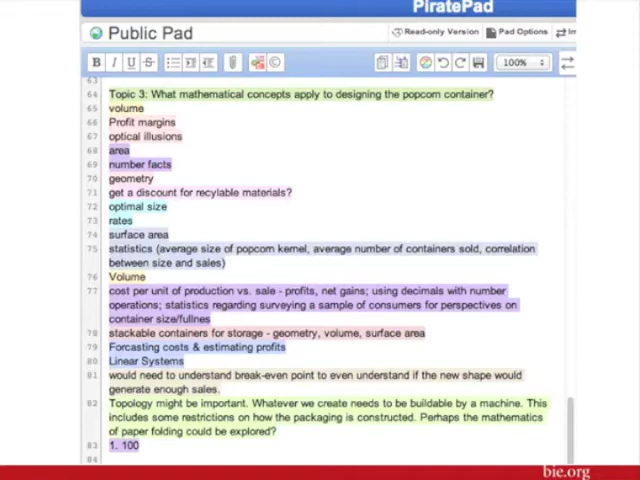 PiratePad
Public Pad
Read-only Version
Pad Options
B I U S
100%
63
64 Topic 3: What mathematical concepts apply to designing the popcorn container?
65 volume
66 Profit margins
67 optical illusions
68 area
69 number facts
70 geometry
71 get a discount for recylable materials?
72 optimal size
73 rates
74 surface area
75 statistics (average size of popcorn kernel, average number of containers sold, correlation
between size and sales)
76 Volume
77 cost per unit of production vs. sale - profits, net gains; using decimals with number
operations; statistics regarding surveying a sample of consumers for perspectives on
container size/fullnes
78 stackable containers for storage - geometry, volume, surface area
79 Forcasting costs & estimating profits
80 Linear Systems
81 would need to understand break-even point to even understand if the new shape would
generate enough sales.
82 Topology might be important. Whatever we create needs to be buildable by a machine. This
includes some restrictions on how the packaging is constructed. Perhaps the mathematics
of paper folding could be explored?
83 1. 100
84
bie.org